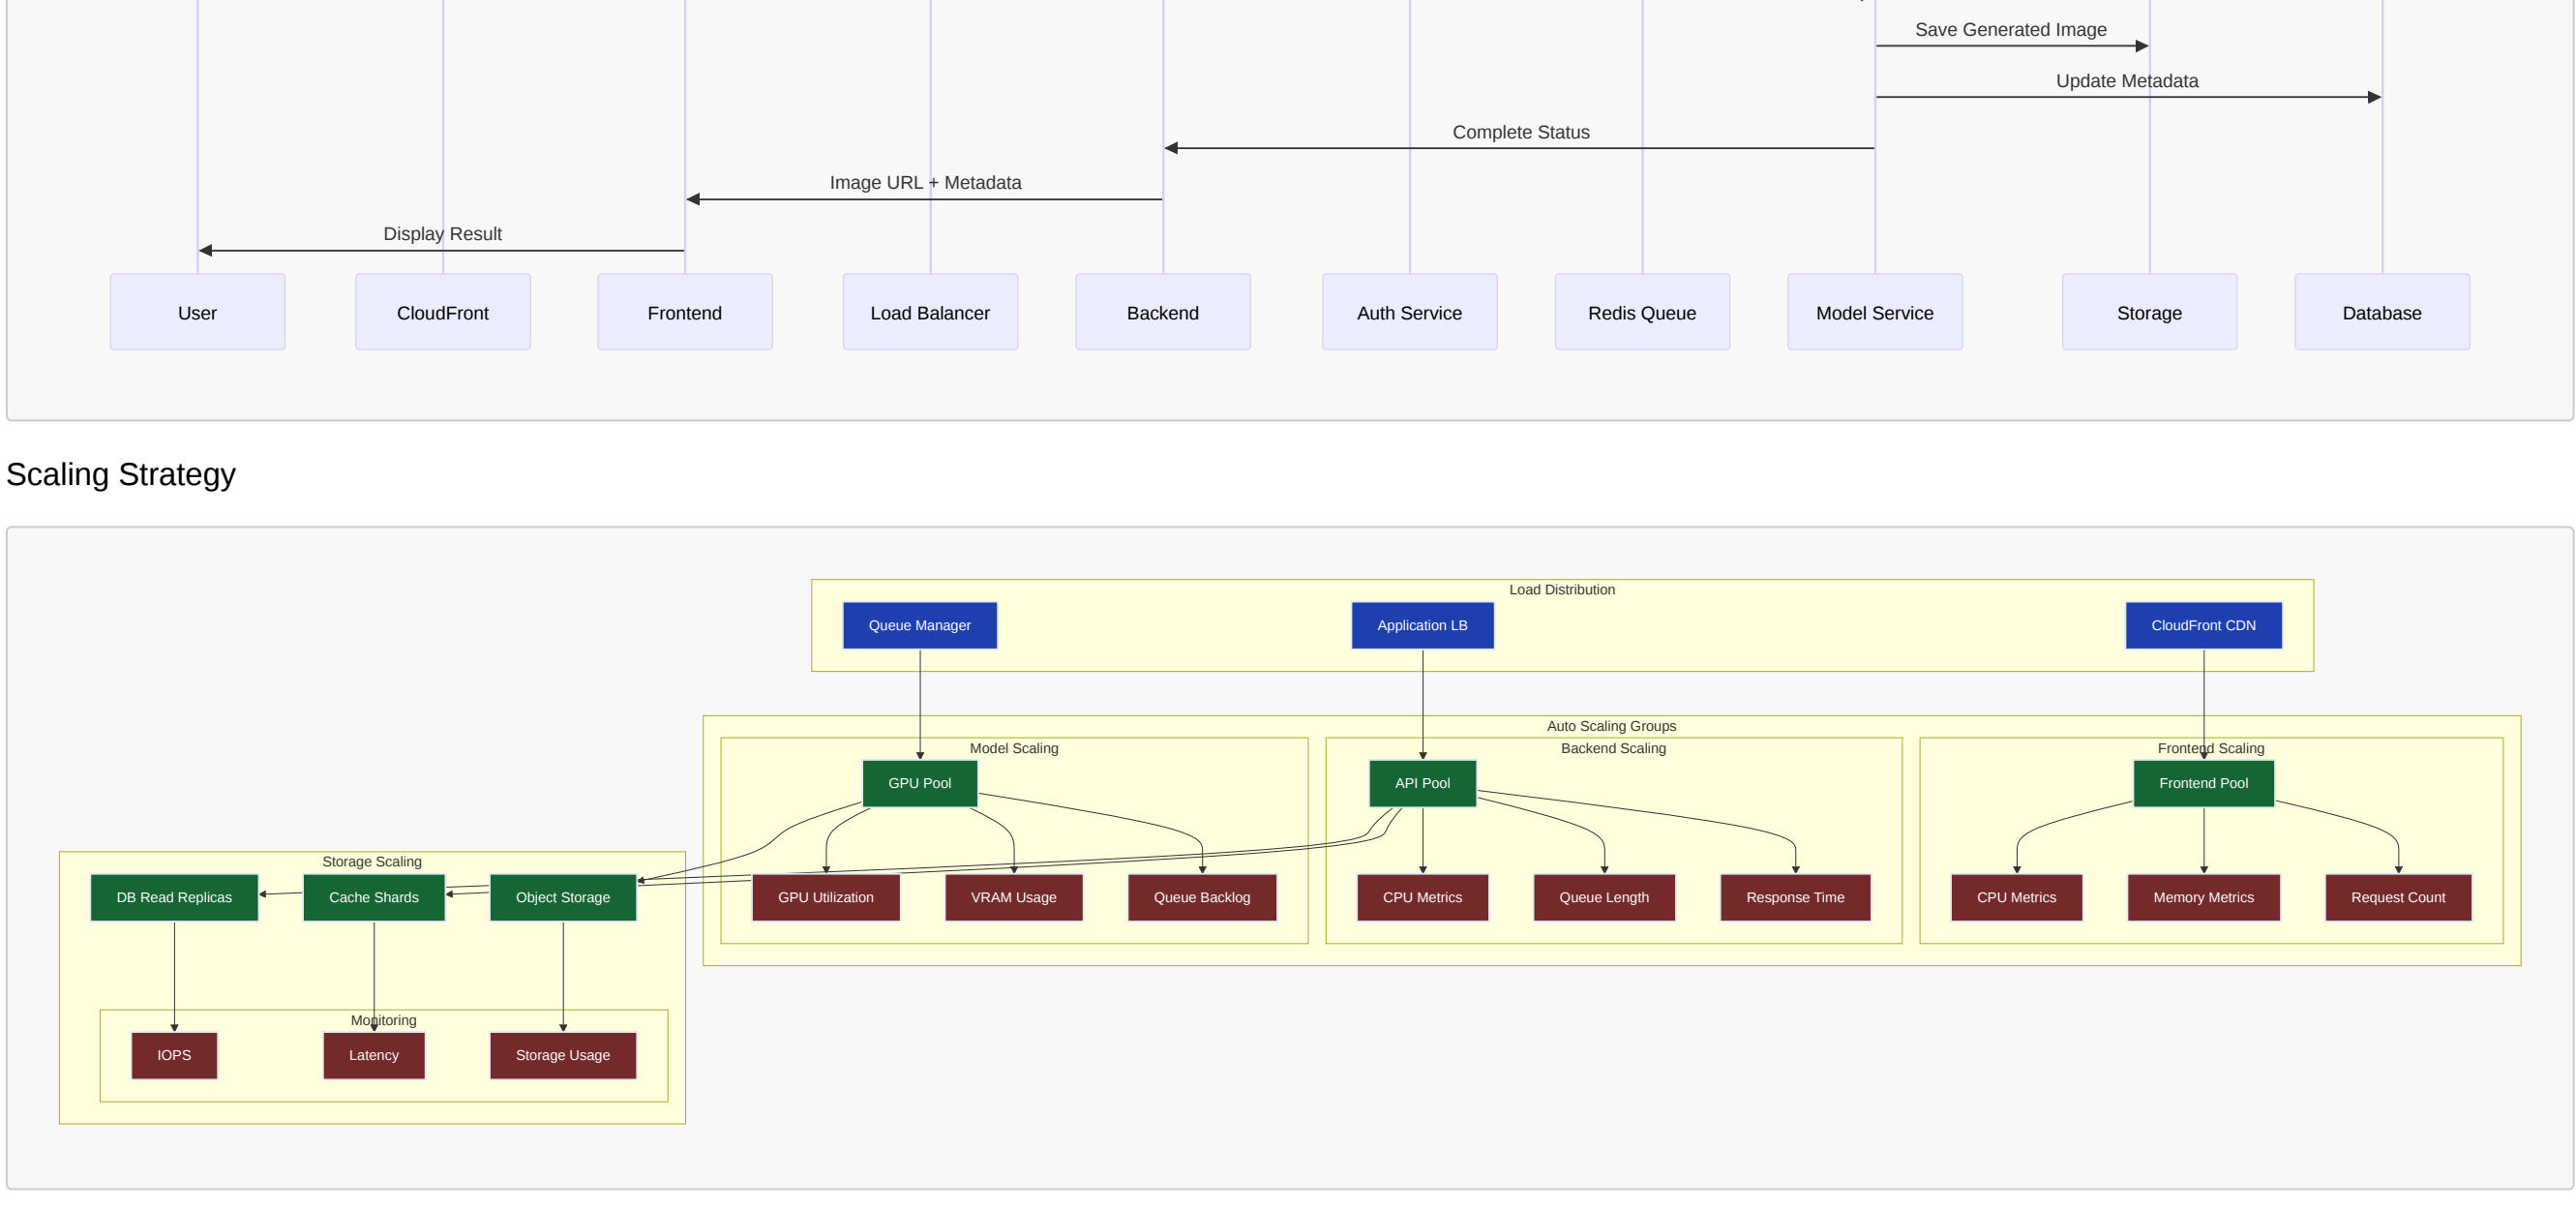 Save Generated Image
Update Metadata
Complete Status
Image URL + Metadata
Display Result
User
CloudFront
Frontend
Load Balancer
Backend
Auth Service
Redis Queue
Model Service
Storage
Database
Scaling Strategy
Load Distribution
Queue Manager
Application LB
CloudFront CDN
Auto Scaling Groups
Model Scaling
Backend Scaling
Frontend Scaling
GPU Pool
API Pool
Frontend Pool
Storage Scaling
DB Read Replicas
Cache Shards
Object Storage
GPU Utilization
VRAM Usage
Queue Backlog
CPU Metrics
Queue Length
Response Time
CPU Metrics
Memory Metrics
Request Count
Monitoring
IOPS
Latency
Storage Usage